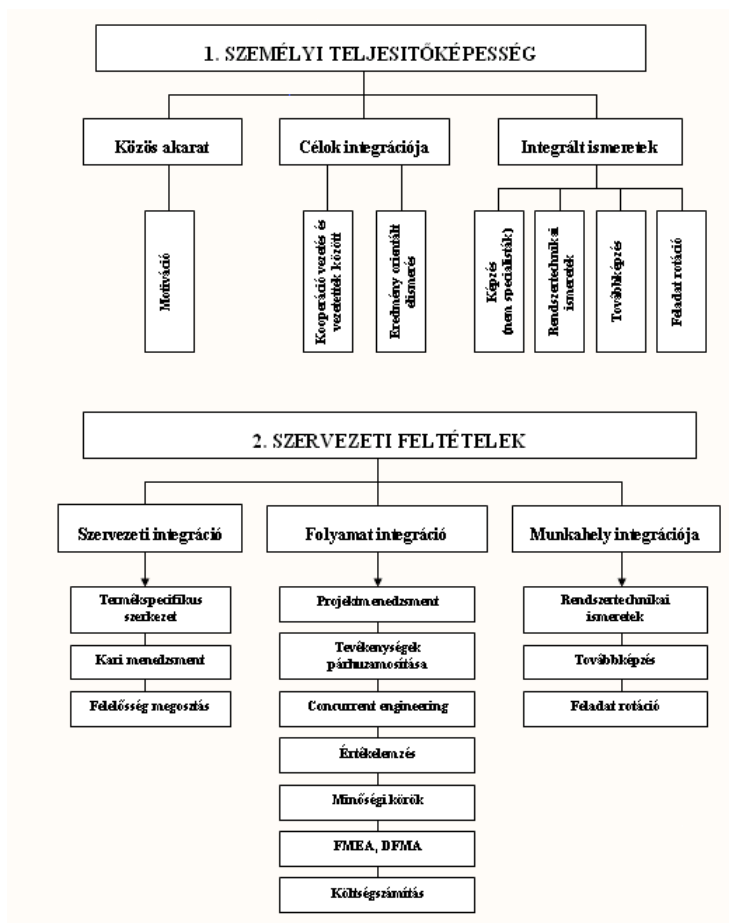 1. SZEMÉLYI TELJESITŐKÉPESSÉG
Közös akarat
Célok integrációja
Integrált ismeretek
Motiváció
Kooperáció vezetés és
vezetettek között
Eredmény orientált
elismerés
Képzés
(nem specialisták)
Rendszertechnikai
ismeretek
Továbbképzés
Feladat rotáció
2. SZERVEZETI FELTÉTELEK
Szervezeti integráció
Folyamat integráció
Munkahely integrációja
Termékspecifikus
szerkezet
Kari menedzsment
Felelősség megosztás
Projektmenedzsment
Tevékenységek
párhuzamosítása
Concurrent engineering
Értékelemzés
Minőségi körök
FMEA, DFMA
Költségszámítás
Rendszertechnikai
ismeretek
Továbbképzés
Feladat rotáció